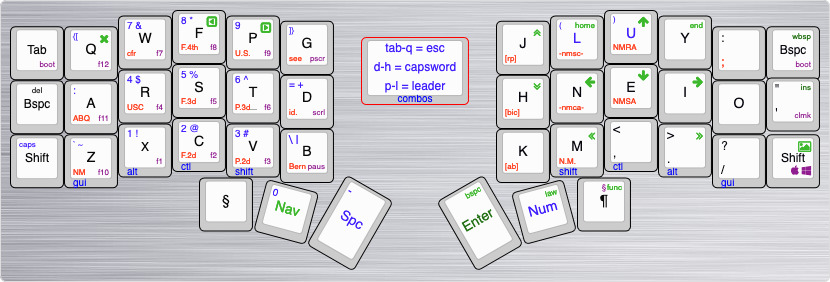 Tab
boot
{[
Q
f12
7 &
W
cfr
f7
8 *
F
F.4th
f8
9
P
U.S.
f9
]}
G
see
pscr
tab-q = esc
d-h = capsword
p-l = leader
combos
J
[rp]
(
home
L
-nmsc-
)
U
NMRA
end
Y
:
;
wbsp
Bspc
boot
del
Bspc
:
A
ABQ
f11
4 $
R
USC
f4
5 %
S
F.3d
f5
6 ^
T
P.3d...
f6
= +
D
id.
scrl
H
[bic]
N
-nmca-
E
NMSA
I
O
"
ins
'
clmk
caps
Shift
` ~
Z
NM
f10
gui
1 !
X
f1
alt
2 @
C
F.2d
f2
ctl
3 #
V
P.2d
f3
shift
\ |
B
Bern
paus
K
[ab]
M
N.M.
shift
<
,
ctl
>
.
alt
?
/
gui
Shift
§
0
Nav
-
Spc
bspc
Enter
law
Num
§
func
¶